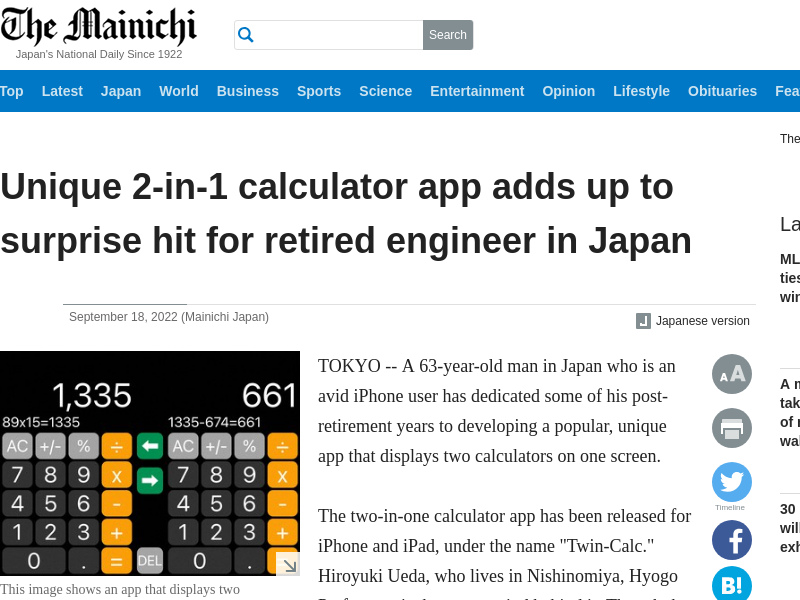 The Mainichi
Japan's National Daily Since 1922
Search
Top Latest Japan World Business Sports Science Entertainment Opinion Lifestyle Obituaries Fea
The
Unique 2-in-1 calculator app adds up to
surprise hit for retired engineer in Japan
September 18, 2022 (Mainichi Japan)
Japanese version
1,335 661
89x15=1335 1335-674=661
AC +/- % ÷ AC +/- % ÷
7 8 9 x 7 8 9 x
4 5 6 - 4 5 6 -
1 2 3 + 1 2 3 +
0 . = DEL 0 .
This image shows an app that displays two
TOKYO -- A 63-year-old man in Japan who is an
avid iPhone user has dedicated some of his post-
retirement years to developing a popular, unique
app that displays two calculators on one screen.
The two-in-one calculator app has been released for
iPhone and iPad, under the name "Twin-Calc."
Hiroyuki Ueda, who lives in Nishinomiya, Hyogo
A A
Timeline
f
B!
La
ML
ties
win
A m
tak
of r
wal
30
will
exh